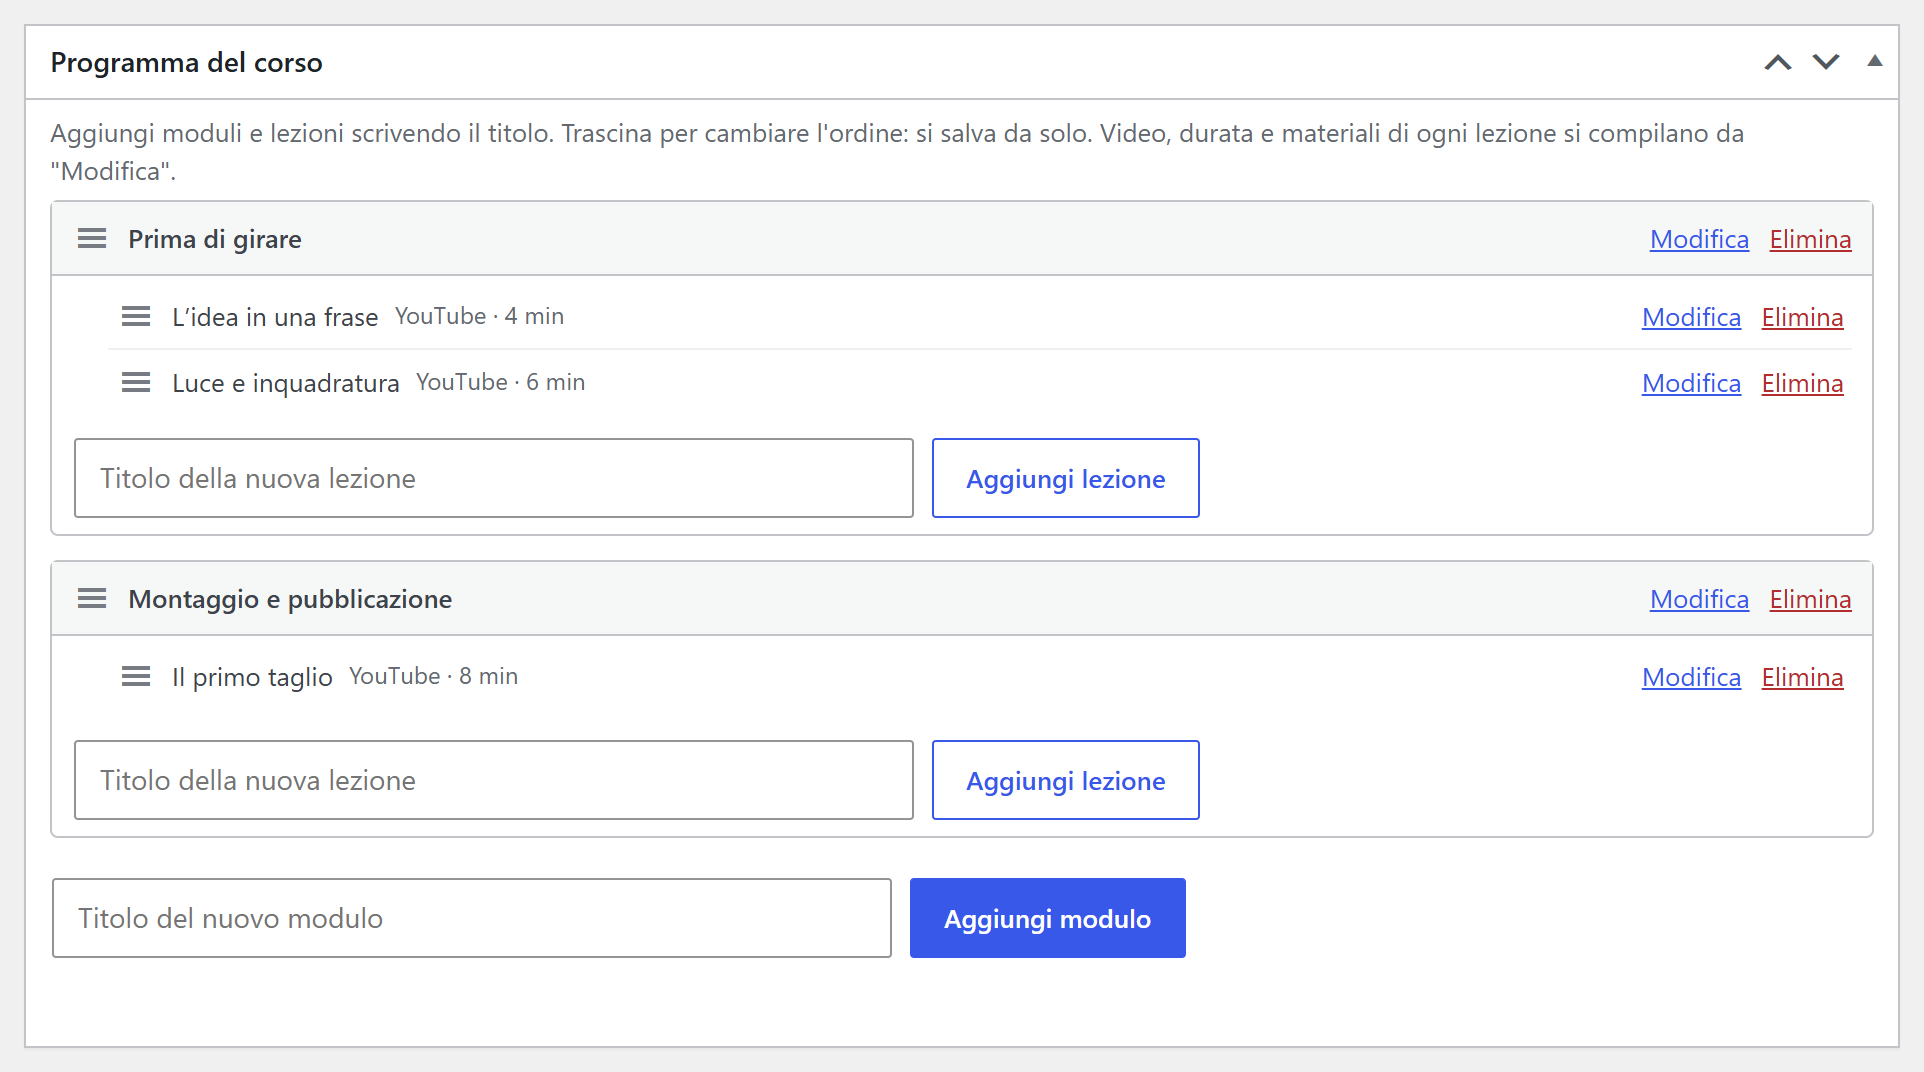 Programma del corso
Aggiungi moduli e lezioni scrivendo il titolo. Trascina per cambiare l'ordine: si salva da solo. Video, durata e materiali di ogni lezione si compilano da
"Modifica".
Prima di girare Modifica Elimina
L’idea in una frase YouTube · 4 min Modifica Elimina
Luce e inquadratura YouTube · 6 min Modifica Elimina
Titolo della nuova lezione Aggiungi lezione
Montaggio e pubblicazione Modifica Elimina
Il primo taglio YouTube · 8 min Modifica Elimina
Titolo della nuova lezione Aggiungi lezione
Titolo del nuovo modulo Aggiungi modulo